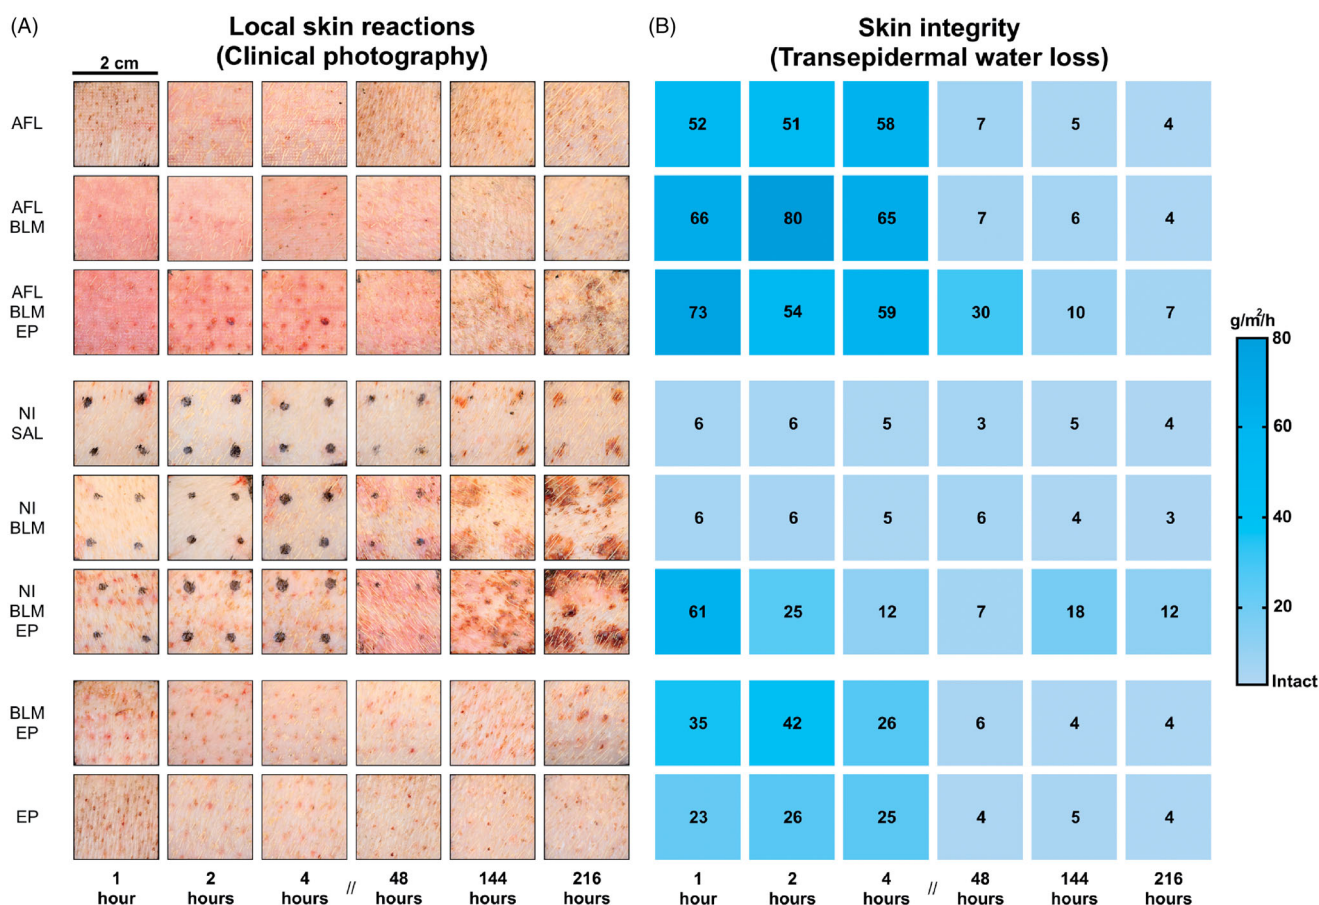 (A)
Local skin reactions
(Clinical photography)
2 cm
AFL
AFL
BLM
AFL
BLM
EP
NI
SAL
NI
BLM
NI
BLM
EP
BLM
EP
EP
1 hour
2 hours
4 hours
//
48 hours
144 hours
216 hours
(B)
Skin integrity
(Transepidermal water loss)
52 51 58 7 5 4
66 80 65 7 6 4
73 54 59 30 10 7
6 6 5 3 5 4
6 6 5 6 4 3
61 25 12 7 18 12
35 42 26 6 4 4
23 26 25 4 5 4
1 hour
2 hours
4 hours
//
48 hours
144 hours
216 hours
g/m²/h
80
60
40
20
Intact